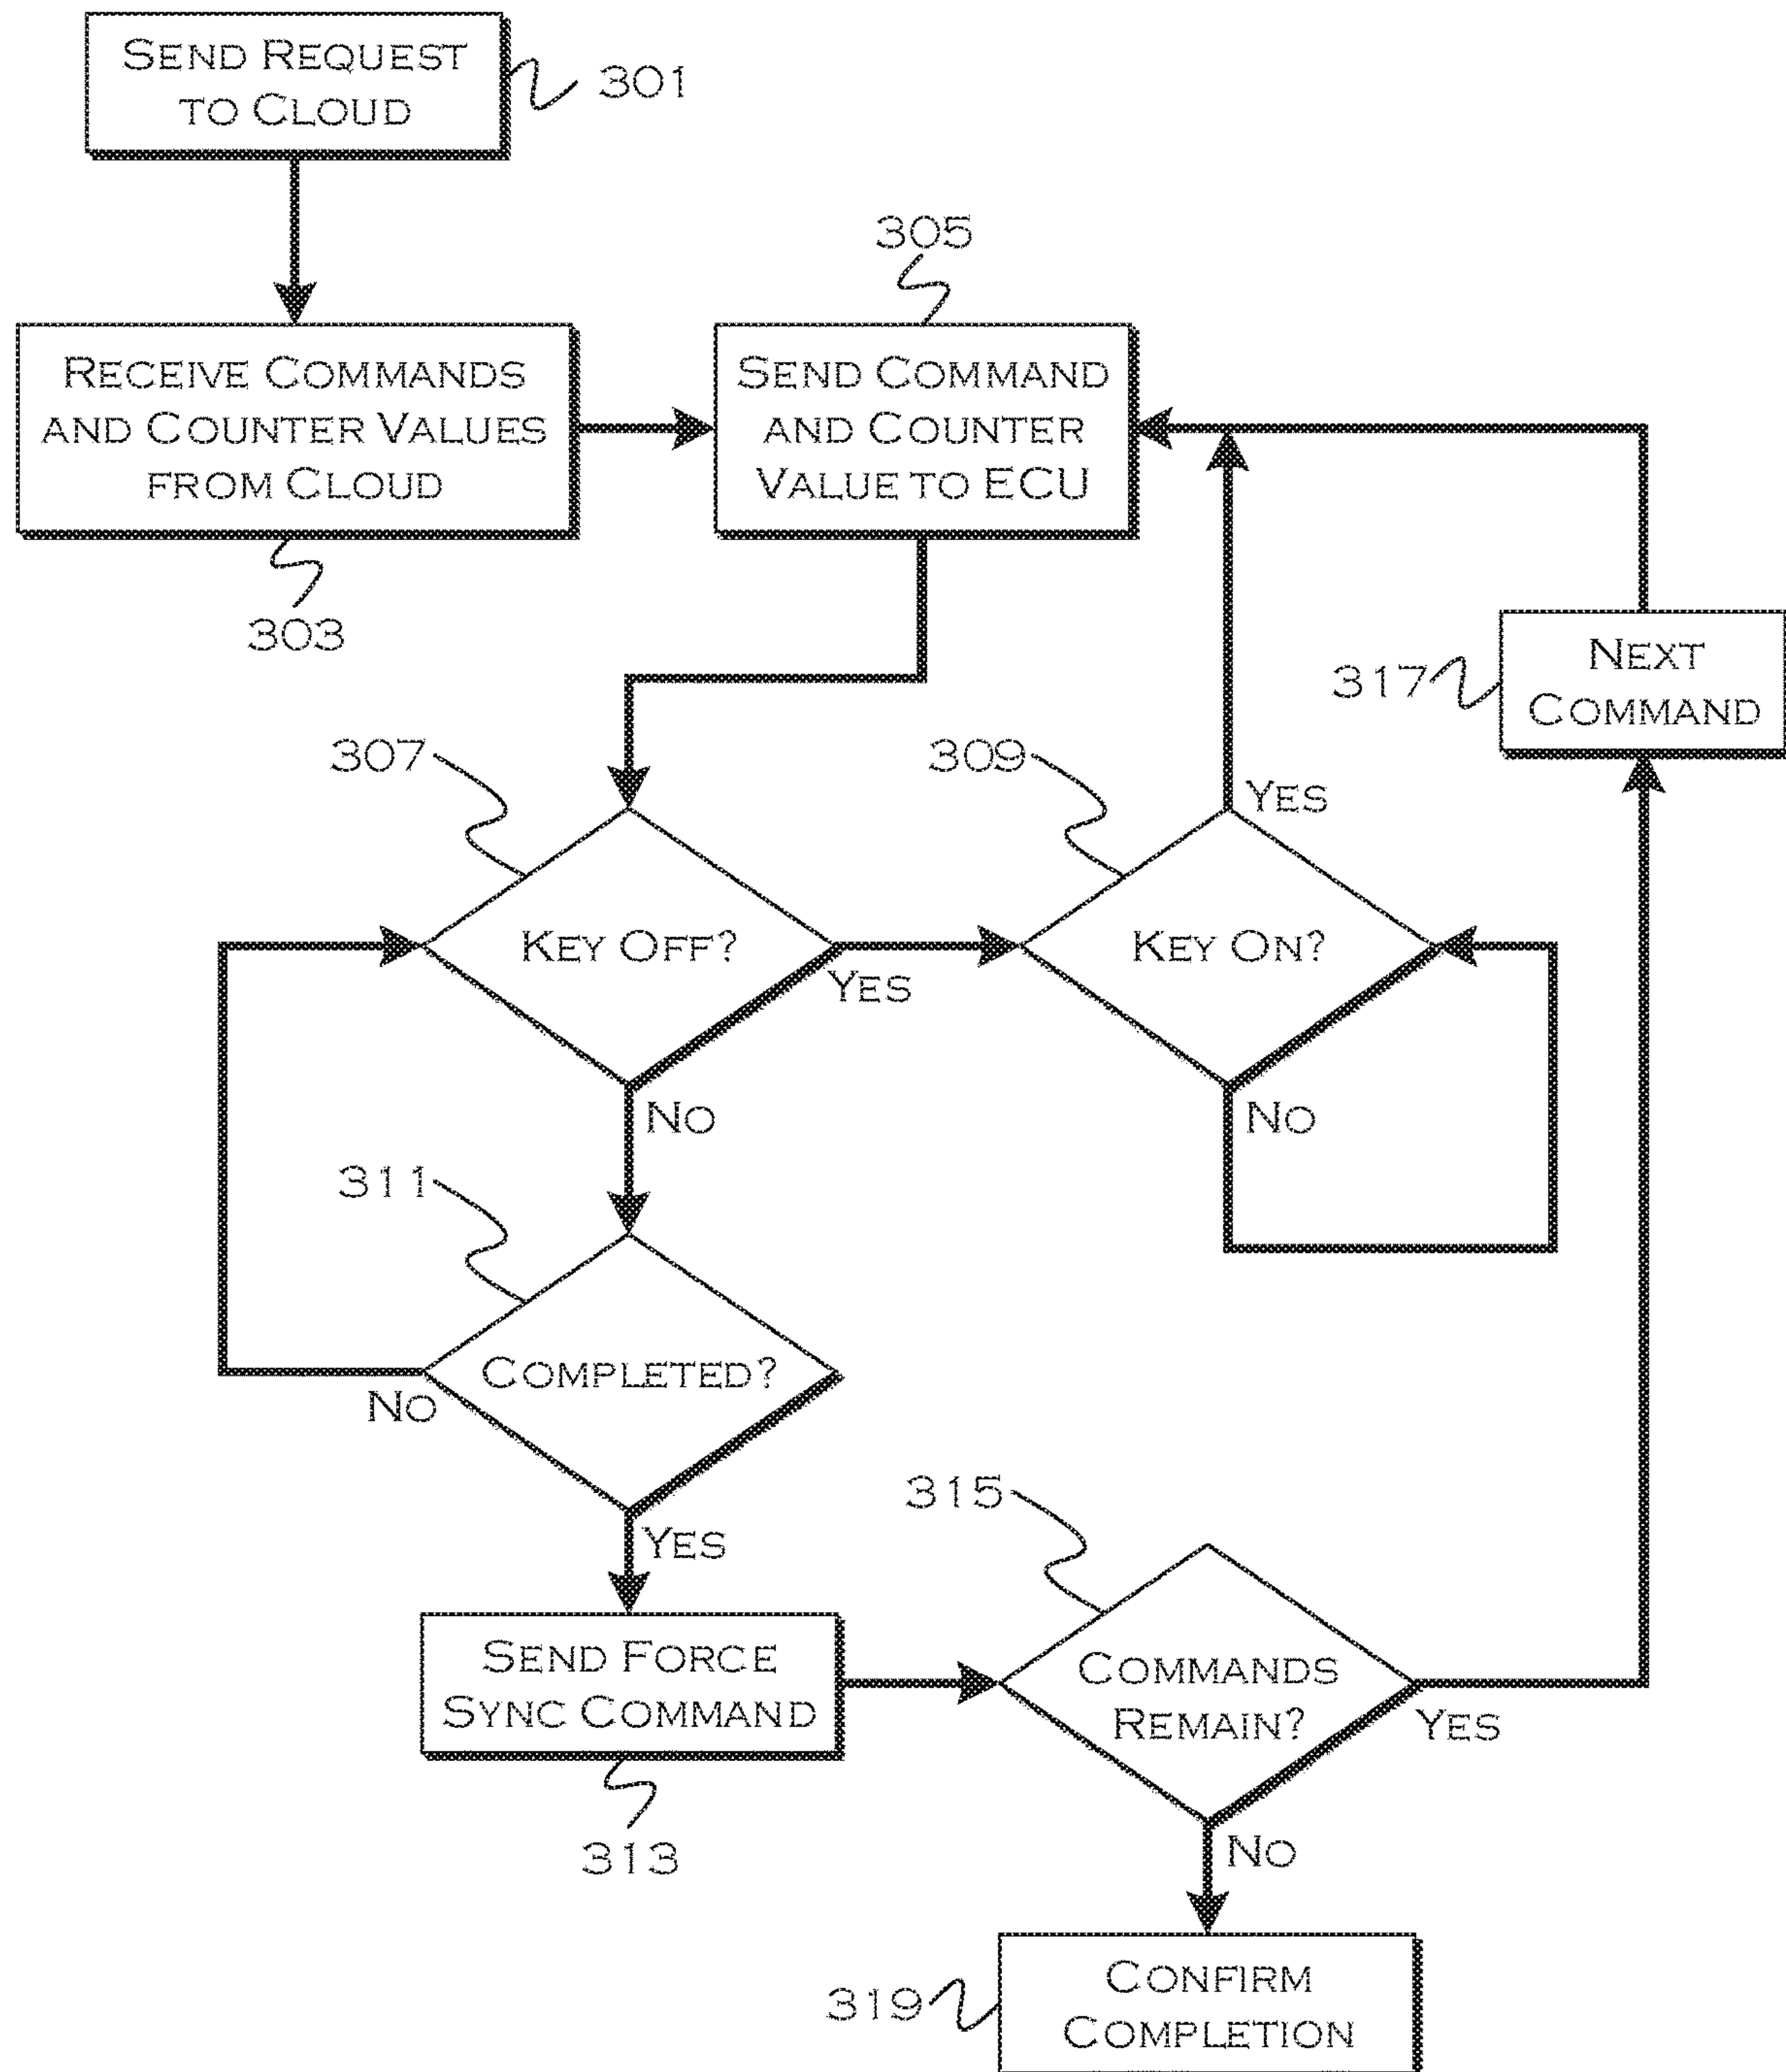 SEND REQUEST
TO CLOUD
301
305
RECEIVE COMMANDS
AND COUNTER VALUES
FROM CLOUD
303
SEND COMMAND
AND COUNTER
VALUE TO ECU
NEXT
COMMAND
317
307
309
YES
KEY OFF?
YES
KEY ON?
NO
NO
311
COMPLETED?
NO
YES
315
SEND FORCE
SYNC COMMAND
313
COMMANDS
REMAIN?
YES
NO
319
CONFIRM
COMPLETION